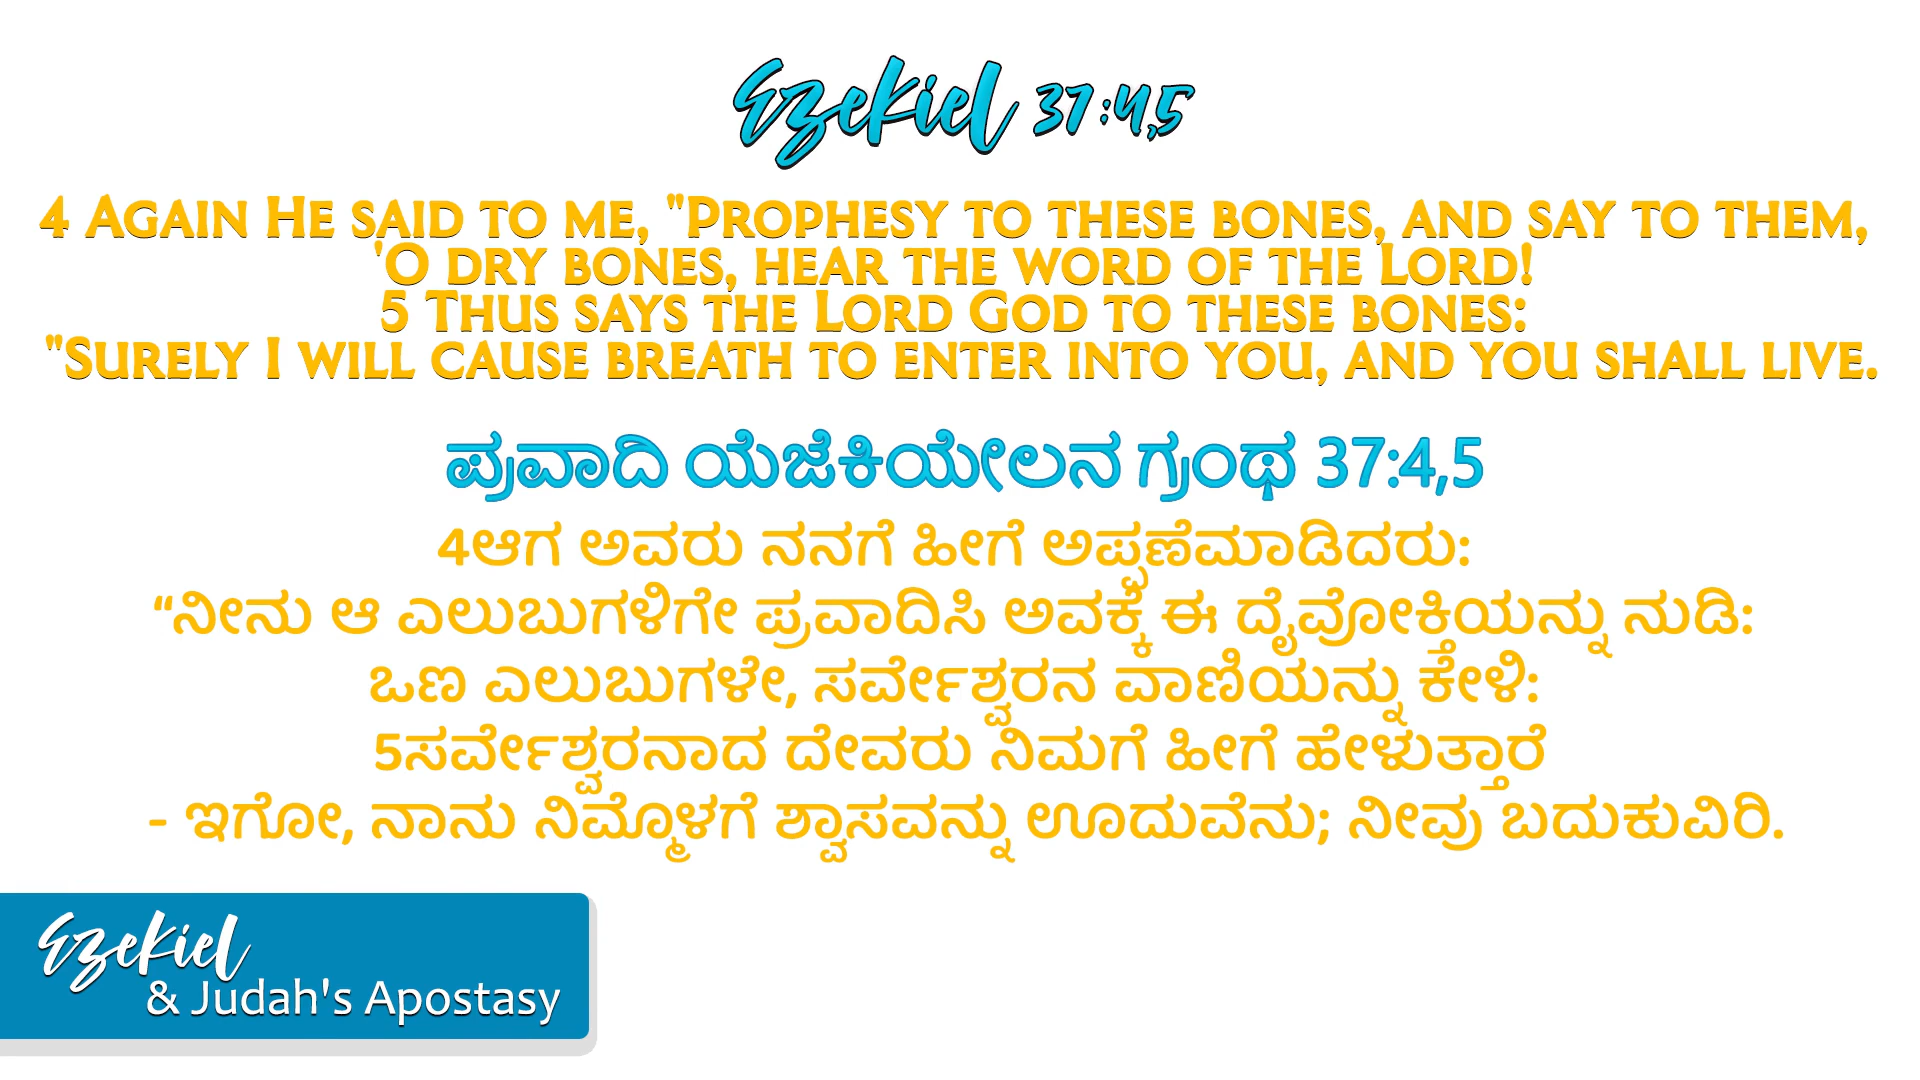 Ezekiel 37:4,5
4 Again He said to me, "Prophesy to these bones, and say to them,
'O dry bones, hear the word of the Lord!
5 Thus says the Lord God to these bones:
"Surely I will cause breath to enter into you, and you shall live.
ಪ್ರವಾದಿ ಯೆಜೆಕಿಯೇಲನ ಗ್ರಂಥ 37:4,5
4ಆಗ ಅವರು ನನಗೆ ಹೀಗೆ ಅಪ್ಪಣೆಮಾಡಿದರು:
“ನೀನು ಆ ಎಲುಬುಗಳಿಗೇ ಪ್ರವಾದಿಸಿ ಅವಕ್ಕೆ ಈ ದೈವೋಕ್ತಿಯನ್ನು ನುಡಿ:
ಒಣ ಎಲುಬುಗಳೇ, ಸರ್ವೇಶ್ವರನ ವಾಣಿಯನ್ನು ಕೇಳಿ:
5ಸರ್ವೇಶ್ವರನಾದ ದೇವರು ನಿಮಗೆ ಹೀಗೆ ಹೇಳುತ್ತಾರೆ
- ಇಗೋ, ನಾನು ನಿಮ್ಮೊಳಗೆ ಶ್ವಾಸವನ್ನು ಊದುವೆನು; ನೀವು ಬದುಕುವಿರಿ.
Ezekiel
& Judah's Apostasy